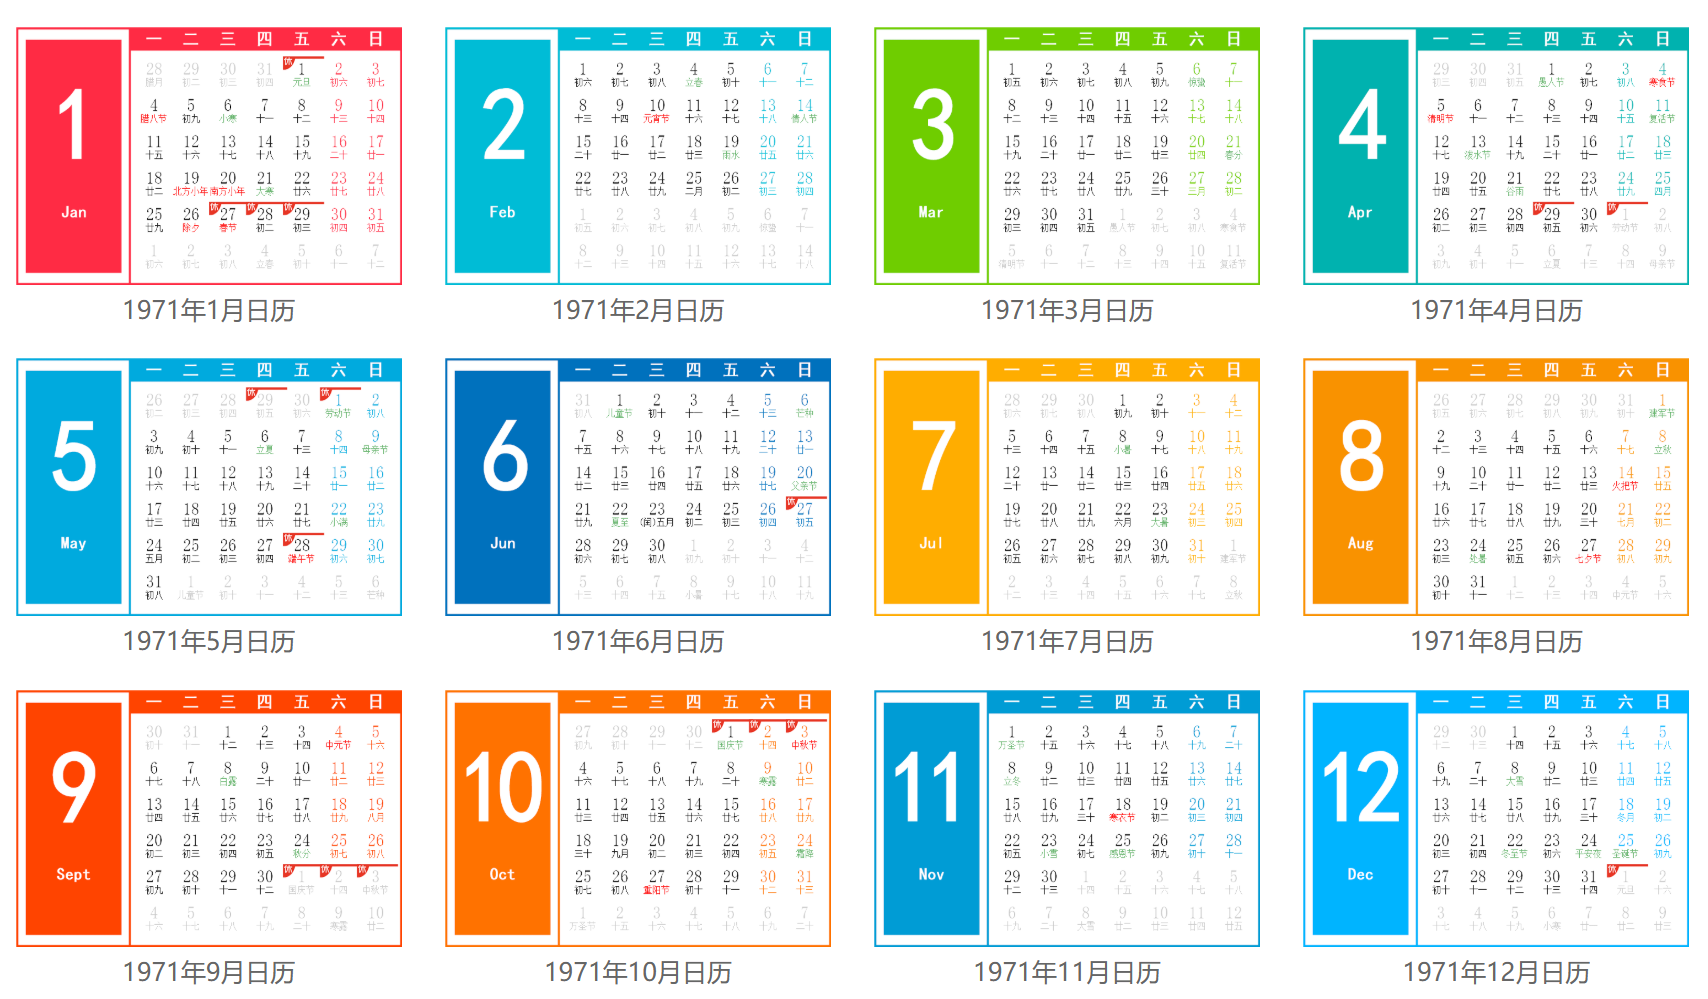 1
Jan
一 二 三 四 五 六 日
28 29 30 31 休 1 2 3
腊月 初二 初三 初四 元旦 初六 初七
4 5 6 7 8 9 10
腊八节 初九 小寒 十一 十二 十三 十四
11 12 13 14 15 16 17
十五 十六 十七 十八 十九 二十 廿一
18 19 20 21 22 23 24
廿二 北方小年 南方小年 大寒 廿六 廿七 廿八
25 26 休 27 休 28 休 29 30 31
廿九 除夕 春节 初二 初三 初四 初五
1 2 3 4 5 6 7
初六 初七 初八 立春 初十 十一 十二
1971年1月日历
2
Feb
一 二 三 四 五 六 日
1 2 3 4 5 6 7
初六 初七 初八 立春 初十 十一 十二
8 9 10 11 12 13 14
十三 十四 元宵节 十六 十七 十八 情人节
15 16 17 18 19 20 21
二十 廿一 廿二 廿三 雨水 廿五 廿六
22 23 24 25 26 27 28
廿七 廿八 廿九 二月 初二 初三 初四
1 2 3 4 5 6 7
初五 初六 初七 初八 初九 惊蛰 十一
8 9 10 11 12 13 14
十二 十三 十四 十五 十六 十七 十八
1971年2月日历
3
Mar
一 二 三 四 五 六 日
1 2 3 4 5 6 7
初五 初六 初七 初八 初九 惊蛰 十一
8 9 10 11 12 13 14
十二 十三 十四 十五 十六 十七 十八
15 16 17 18 19 20 21
十九 二十 廿一 廿二 廿三 廿四 春分
22 23 24 25 26 27 28
廿六 廿七 廿八 廿九 三十 三月 初二
29 30 31 1 2 3 4
初三 初四 初五 愚人节 初七 初八 寒食节
5 6 7 8 9 10 11
清明节 十一 十二 十三 十四 十五 复活节
1971年3月日历
4
Apr
一 二 三 四 五 六 日
29 30 31 1 2 3 4
初三 初四 初五 愚人节 初七 初八 寒食节
5 6 7 8 9 10 11
清明节 十一 十二 十三 十四 十五 复活节
12 13 14 15 16 17 18
十七 泼水节 十九 二十 廿一 廿二 廿三
19 20 21 22 23 24 25
廿四 廿五 谷雨 廿七 廿八 廿九 四月
26 27 28 休 29 30 休 1 2
初二 初三 初四 初五 初六 劳动节 初八
3 4 5 6 7 8 9
初九 初十 十一 立夏 十三 十四 母亲节
1971年4月日历
5
May
一 二 三 四 五 六 日
26 27 28 休 29 30 休 1 2
初二 初三 初四 初五 初六 劳动节 初八
3 4 5 6 7 8 9
初九 初十 十一 立夏 十三 十四 母亲节
10 11 12 13 14 15 16
十六 十七 十八 十九 二十 廿一 廿二
17 18 19 20 21 22 23
廿三 廿四 廿五 廿六 廿七 小满 廿九
24 25 26 27 休 28 29 30
五月 初二 初三 初四 端午节 初六 初七
31 1 2 3 4 5 6
初八 儿童节 初十 十一 十二 十三 芒种
1971年5月日历
6
Jun
一 二 三 四 五 六 日
31 1 2 3 4 5 6
初八 儿童节 初十 十一 十二 十三 芒种
7 8 9 10 11 12 13
十五 十六 十七 十八 十九 二十 廿一
14 15 16 17 18 19 20
廿二 廿三 廿四 廿五 廿六 廿七 父亲节
21 22 23 24 25 26 休 27
廿九 夏至 (闰)五月 初二 初三 初四 初五
28 29 30 1 2 3 4
初六 初七 初八 初九 初十 十一 十二
5 6 7 8 9 10 11
十三 十四 十五 小暑 十七 十八 十九
1971年6月日历
7
Jul
一 二 三 四 五 六 日
28 29 30 1 2 3 4
初六 初七 初八 初九 初十 十一 十二
5 6 7 8 9 10 11
十三 十四 十五 小暑 十七 十八 十九
12 13 14 15 16 17 18
二十 廿一 廿二 廿三 廿四 廿五 廿六
19 20 21 22 23 24 25
廿七 廿八 廿九 六月 大暑 初三 初四
26 27 28 29 30 31 1
初五 初六 初七 初八 初九 初十 建军节
2 3 4 5 6 7 8
十二 十三 十四 十五 十六 十七 立秋
1971年7月日历
8
Aug
一 二 三 四 五 六 日
26 27 28 29 30 31 1
初五 初六 初七 初八 初九 初十 建军节
2 3 4 5 6 7 8
十二 十三 十四 十五 十六 十七 立秋
9 10 11 12 13 14 15
十九 二十 廿一 廿二 廿三 火把节 廿五
16 17 18 19 20 21 22
廿六 廿七 廿八 廿九 三十 七月 初二
23 24 25 26 27 28 29
初三 处暑 初五 初六 七夕节 初八 初九
30 31 1 2 3 4 5
初十 十一 十二 十三 十四 中元节 十六
1971年8月日历
9
Sept
一 二 三 四 五 六 日
30 31 1 2 3 4 5
初十 十一 十二 十三 十四 中元节 十六
6 7 8 9 10 11 12
十七 十八 白露 二十 廿一 廿二 廿三
13 14 15 16 17 18 19
廿四 廿五 廿六 廿七 廿八 廿九 八月
20 21 22 23 24 25 26
初二 初三 初四 初五 秋分 初七 初八
27 28 29 30 休 1 休 2 休 3
初九 初十 十一 十二 国庆节 十四 中秋节
4 5 6 7 8 9 10
十六 十七 十八 十九 二十 寒露 廿二
1971年9月日历
10
Oct
一 二 三 四 五 六 日
27 28 29 30 休 1 休 2 休 3
初九 初十 十一 十二 国庆节 十四 中秋节
4 5 6 7 8 9 10
十六 十七 十八 十九 二十 寒露 廿二
11 12 13 14 15 16 17
廿三 廿四 廿五 廿六 廿七 廿八 廿九
18 19 20 21 22 23 24
三十 九月 初二 初三 初四 初五 霜降
25 26 27 28 29 30 31
初七 初八 重阳节 初十 十一 十二 十三
1 2 3 4 5 6 7
万圣节 十五 十六 十七 十八 十九 二十
1971年10月日历
11
Nov
一 二 三 四 五 六 日
1 2 3 4 5 6 7
万圣节 十五 十六 十七 十八 十九 二十
8 9 10 11 12 13 14
立冬 廿二 廿三 廿四 廿五 廿六 廿七
15 16 17 18 19 20 21
廿八 廿九 三十 寒衣节 初二 初三 初四
22 23 24 25 26 27 28
初五 小雪 初七 感恩节 初九 初十 十一
29 30 1 2 3 4 5
十二 十三 十四 十五 十六 十七 十八
6 7 8 9 10 11 12
十九 二十 大雪 廿二 廿三 廿四 廿五
1971年11月日历
12
Dec
一 二 三 四 五 六 日
29 30 1 2 3 4 5
十二 十三 十四 十五 十六 十七 十八
6 7 8 9 10 11 12
十九 二十 大雪 廿二 廿三 廿四 廿五
13 14 15 16 17 18 19
廿六 廿七 廿八 廿九 三十 冬月 初二
20 21 22 23 24 25 26
初三 初四 冬至节 初六 平安夜 圣诞节 初九
27 28 29 30 31 休 1 2
初十 十一 十二 十三 十四 元旦 十六
3 4 5 6 7 8 9
十七 十八 十九 小寒 廿一 廿二 廿三
1971年12月日历